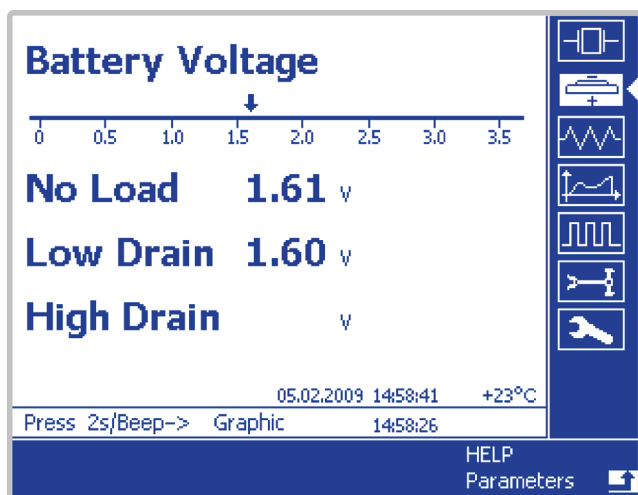 Battery Voltage
0 0.5 1.0 1.5 2.0 2.5 3.0 3.5
No Load 1.61 V
Low Drain 1.60 V
High Drain V
05.02.2009 14:58:41 +23°C
Press 2s/Beep-> Graphic 14:58:26
HELP
Parameters